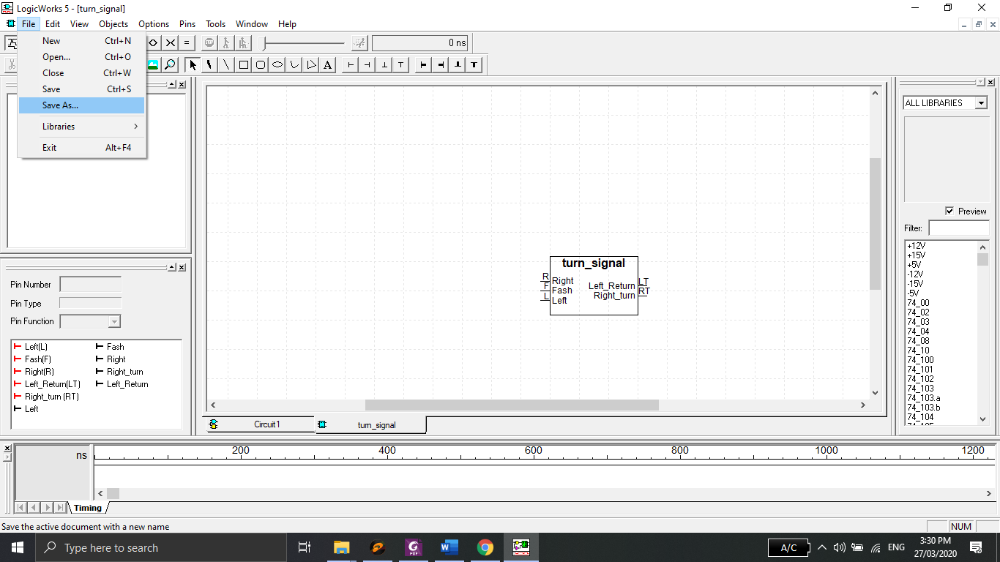 LogicWorks 5 - [turn_signal]
File Edit View Objects Options Pins Tools Window Help
New Ctrl+N
Open... Ctrl+O
Close Ctrl+W
Save Ctrl+S
Save As...
Libraries
Exit Alt+F4
0 ns
A
ALL LIBRARIES
Preview
Filter:
+12V
+15V
+5V
-12V
-15V
-5V
74_00
74_02
74_03
74_04
74_08
74_10
74_100
74_101
74_102
74_103
74_103.a
74_103.b
74_104
turn_signal
R Right
F Fash
L Left
Left_Return LT
Right_turn RT
Pin Number
Pin Type
Pin Function
Left(L) Fash
Fash(F) Right
Right(R) Right_turn
Left_Return(LT) Left_Return
Right_turn (RT)
Left
Circuit1 turn_signal
ns 200 400 600 800 1000 1200
Timing
Save the active document with a new name NUM
Type here to search
PDF
A/C
ENG
3:30 PM
27/03/2020